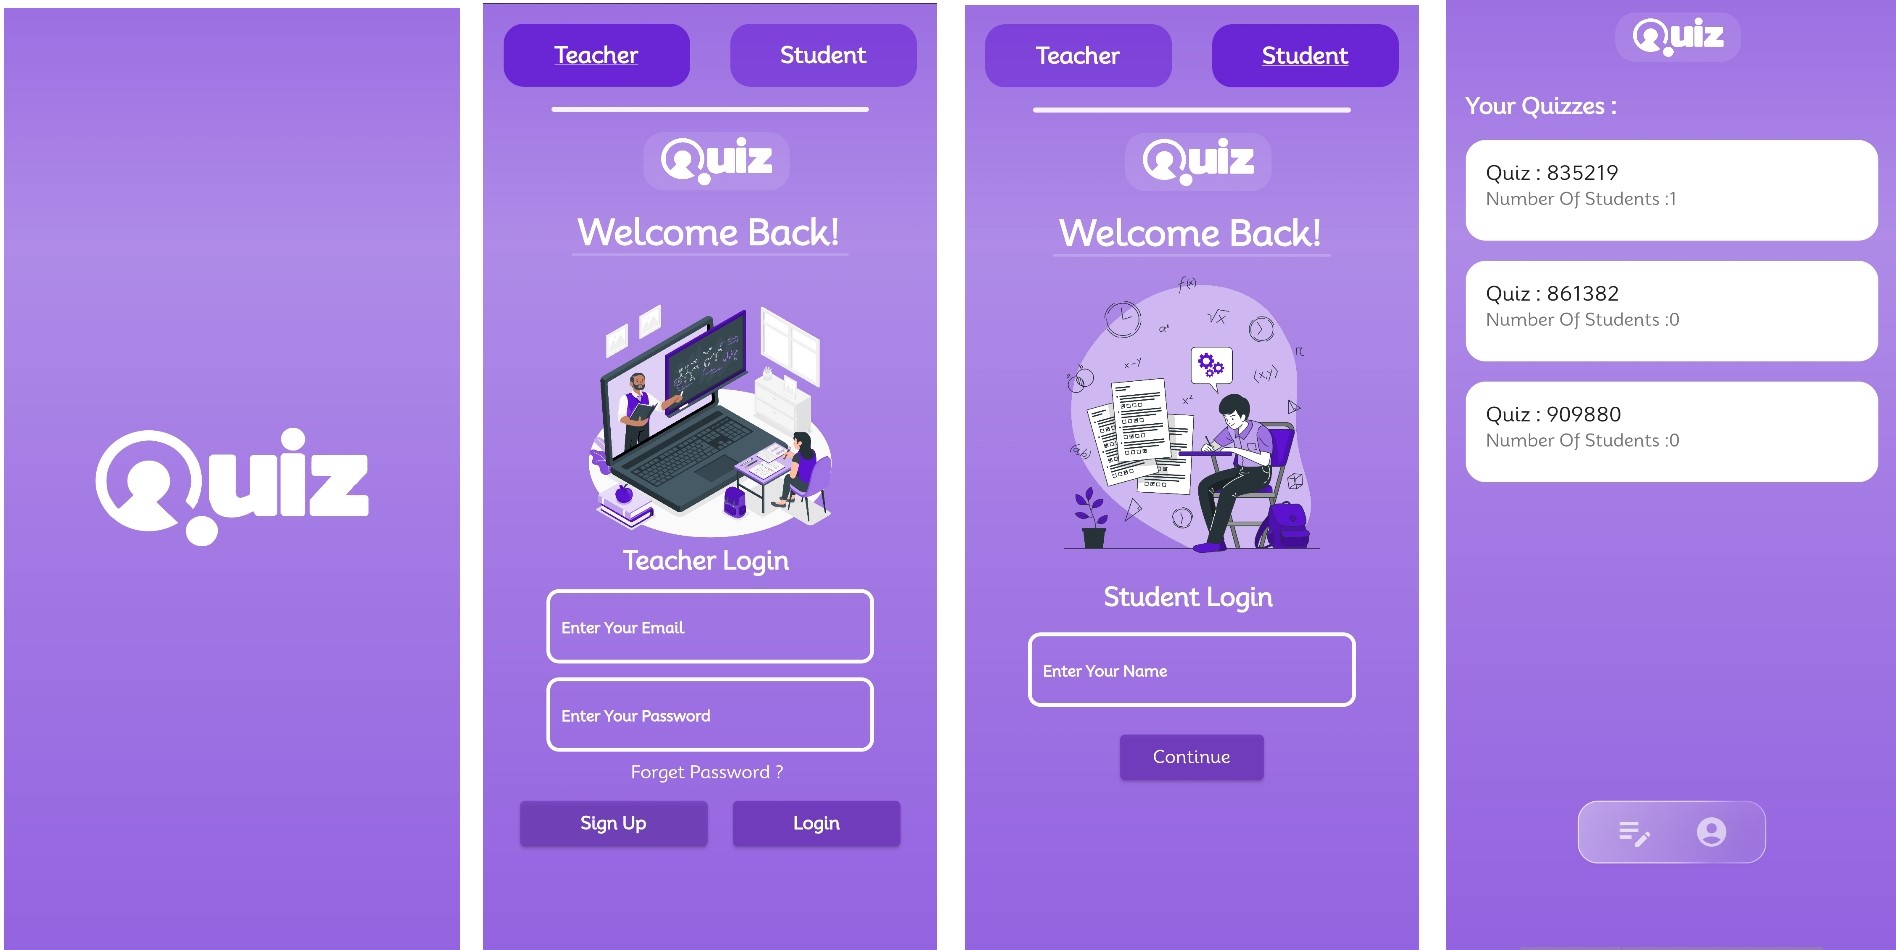 Quiz
Teacher
Student
Quiz
Welcome Back!
Teacher Login
Enter Your Email
Enter Your Password
Forget Password ?
Sign Up
Login
Teacher
Student
Quiz
Welcome Back!
f(x)
√x
a²
x-y
π
(x,y)
x²
(a,b)
Student Login
Enter Your Name
Continue
Quiz
Your Quizzes :
Quiz : 835219
Number Of Students :1
Quiz : 861382
Number Of Students :0
Quiz : 909880
Number Of Students :0